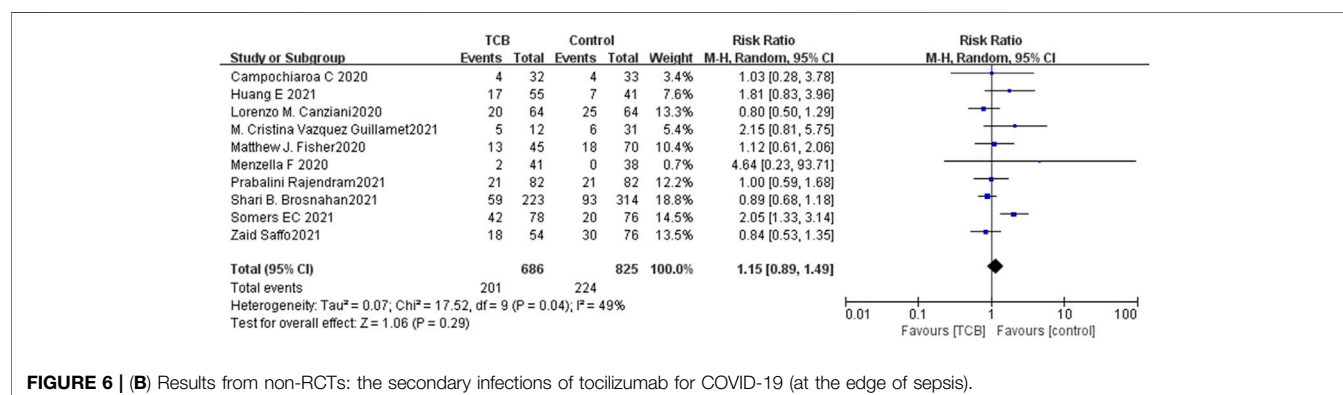 TCB Control Risk Ratio Risk Ratio
Study or Subgroup Events Total Events Total Weight M-H, Random, 95% CI M-H, Random, 95% CI
Campochiaroa C 2020 4 32 4 33 3.4% 1.03 [0.28, 3.78]
Huang E 2021 17 55 7 41 7.6% 1.81 [0.83, 3.96]
Lorenzo M. Canziani2020 20 64 25 64 13.3% 0.80 [0.50, 1.29]
M. Cristina Vazquez Guillamet2021 5 12 6 31 5.4% 2.15 [0.81, 5.75]
Matthew J. Fisher2020 13 45 18 70 10.4% 1.12 [0.61, 2.06]
Menzella F 2020 2 41 0 38 0.7% 4.64 [0.23, 93.71]
Prabalini Rajendram2021 21 82 21 82 12.2% 1.00 [0.59, 1.68]
Shari B. Brosnahan2021 59 223 93 314 18.8% 0.89 [0.68, 1.18]
Somers EC 2021 42 78 20 76 14.5% 2.05 [1.33, 3.14]
Zaid Saffo2021 18 54 30 76 13.5% 0.84 [0.53, 1.35]
Total (95% CI) 686 825 100.0% 1.15 [0.89, 1.49]
Total events 201 224
Heterogeneity: Tau² = 0.07; Chi² = 17.52, df = 9 (P = 0.04); I² = 49%
Test for overall effect: Z = 1.06 (P = 0.29)
0.01 0.1 1 10 100
Favours [TCB] Favours [control]
FIGURE 6 | (B) Results from non-RCTs: the secondary infections of tocilizumab for COVID-19 (at the edge of sepsis).